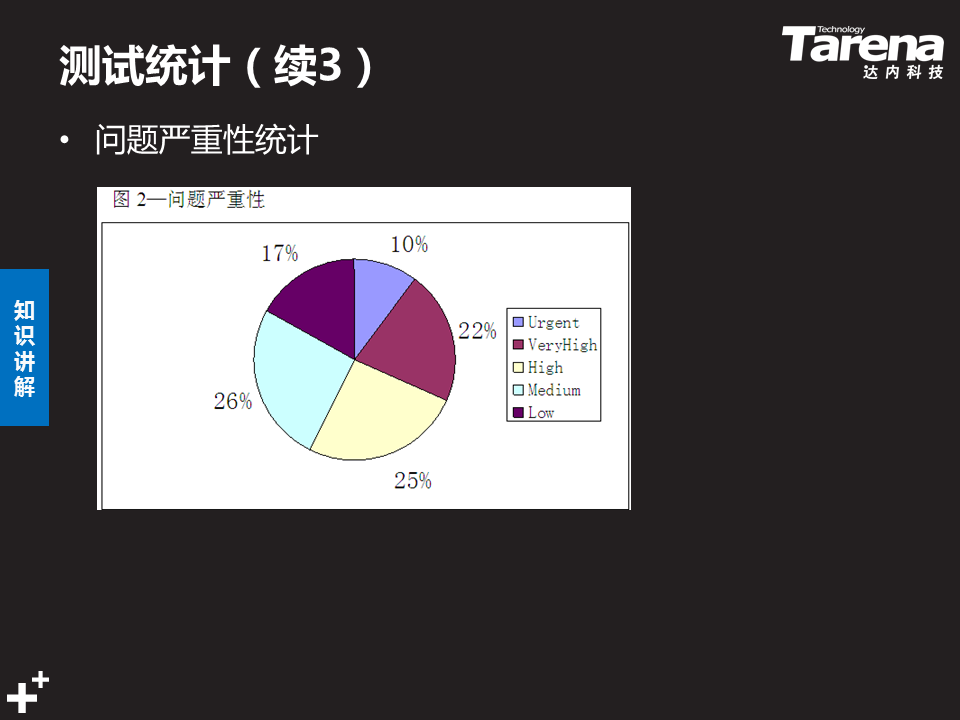 测试统计（续3）
Technology
Tarena
达内科技
• 问题严重性统计
知识讲解
图 2—问题严重性
17%
10%
22%
26%
25%
Urgent
VeryHigh
High
Medium
Low